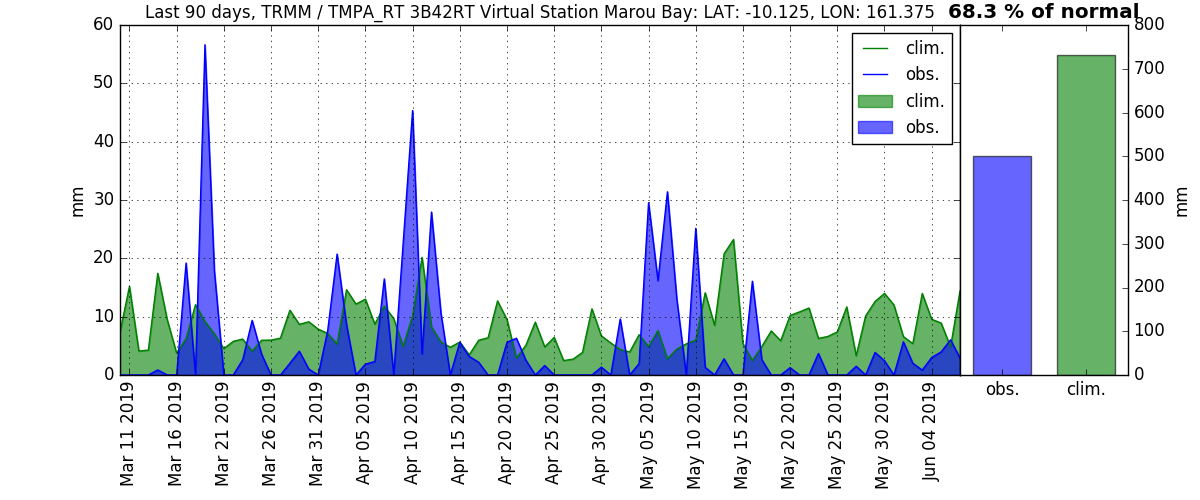 Last 90 days, TRMM / TMPA_RT 3B42RT Virtual Station Marou Bay: LAT: -10.125, LON: 161.375 68.3 % of normal
clim.
obs.
clim.
obs.
mm
60
50
40
30
20
10
0
Mar 11 2019
Mar 16 2019
Mar 21 2019
Mar 26 2019
Mar 31 2019
Apr 05 2019
Apr 10 2019
Apr 15 2019
Apr 20 2019
Apr 25 2019
Apr 30 2019
May 05 2019
May 10 2019
May 15 2019
May 20 2019
May 25 2019
May 30 2019
Jun 04 2019
800
700
600
500
400
300
200
100
0
mm
obs.
clim.